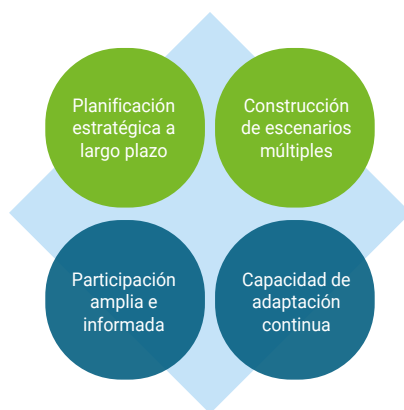 Planificación
estratégica a
largo plazo
Construcción
de escenarios
múltiples
Participación
amplia e
informada
Capacidad de
adaptación
continua